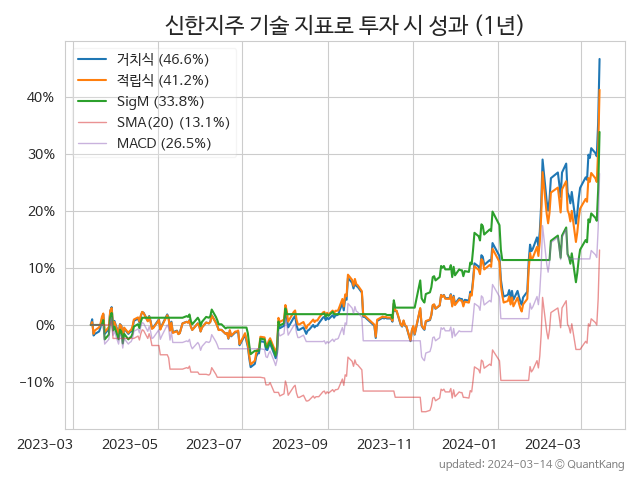 신한지주 기술 지표로 투자 시 성과 (1년)
거치식 (46.6%)
적립식 (41.2%)
SigM (33.8%)
SMA(20) (13.1%)
MACD (26.5%)
40%
30%
20%
10%
0%
−10%
2023-03 2023-05 2023-07 2023-09 2023-11 2024-01 2024-03
updated: 2024-03-14 © QuantKang